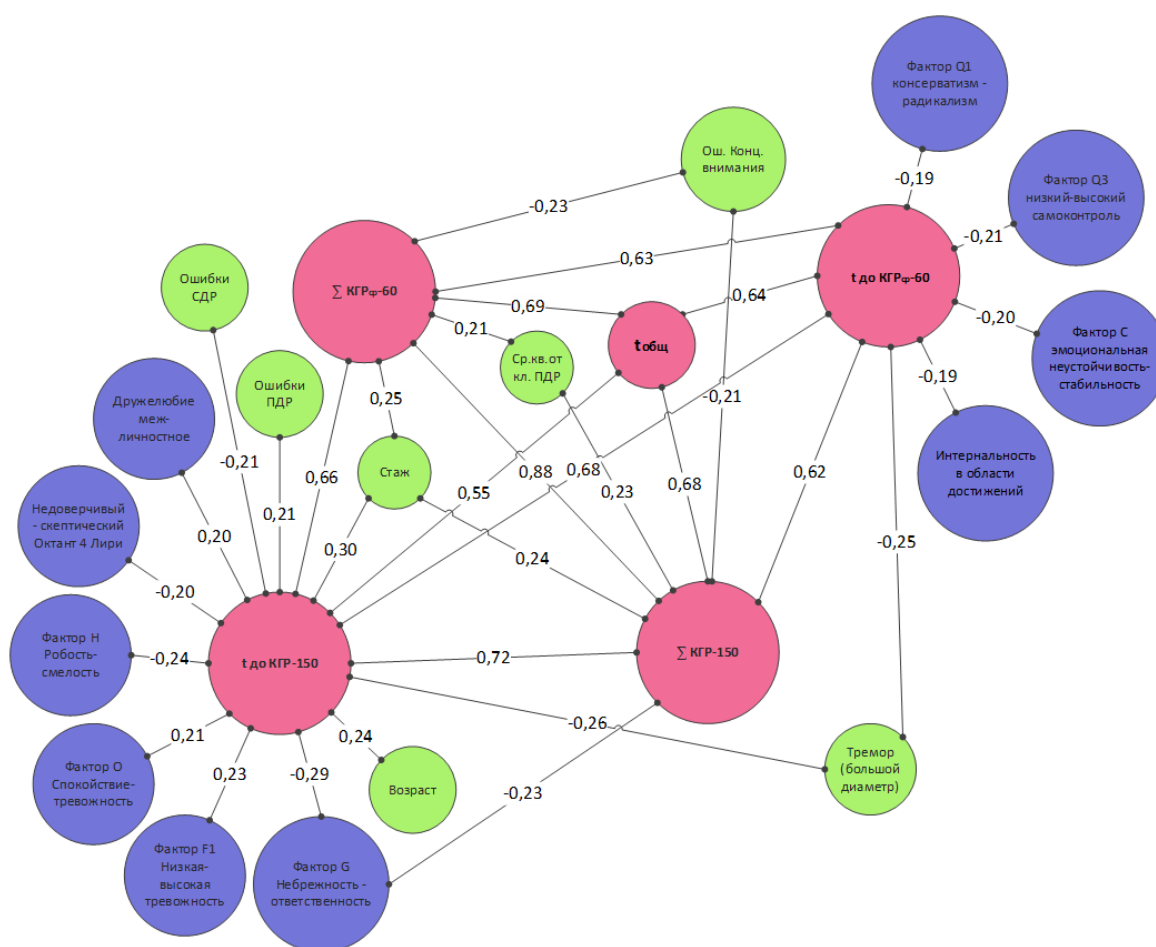 Фактор Q1
консерватизм -
радикализм
Ош. Конц.
внимания
-0,19
Фактор Q3
низкий-высокий
самоконтроль
-0,23
-0,21
Ошибки
СДР
∑ КГРф-60
0,63
t до КГРф-60
0,69
0,64
-0,20
0,21
tобщ
Фактор С
эмоциональная
неустойчивость-
стабильность
Ср.кв.от
кл. ПДР
-0,19
Дружелюбие
меж-
личностное
Ошибки
ПДР
0,25
-0,21
Интернальность
в области
достижений
Стаж
-0,21
0,66
0,88
0,68
0,62
0,55
0,23
0,68
Недоверчивый
- скептический
Октант 4 Лири
0,21
0,20
0,30
0,24
-0,25
-0,20
Фактор Н
Робость-
смелость
-0,24
t до КГР-150
0,72
∑ КГР-150
-0,26
0,21
0,24
Тремор
(большой
диаметр)
Фактор О
Спокойствие-
тревожность
0,23
-0,29
Возраст
-0,23
Фактор F1
Низкая-
высокая
тревожность
Фактор G
Небрежность -
ответственность